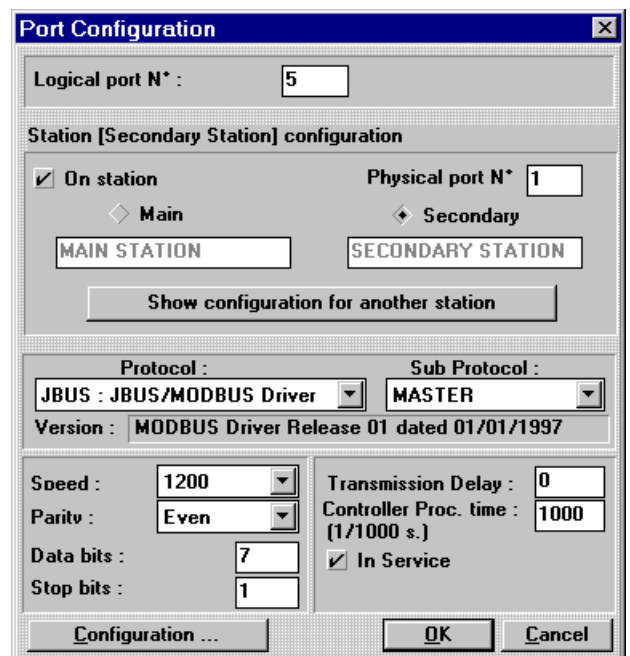 Port Configuration
Logical port N° : 5
Station [Secondary Station] configuration
On station
Physical port N° 1
Main
Secondary
MAIN STATION
SECONDARY STATION
Show configuration for another station
Protocol :
Sub Protocol :
JBUS : JBUS/MODBUS Driver
MASTER
Version : MODBUS Driver Release 01 dated 01/01/1997
Speed : 1200
Parity : Even
Data bits : 7
Stop bits : 1
Transmission Delay : 0
Controller Proc. time : 1000
(1/1000 s.)
In Service
Configuration ...
OK
Cancel